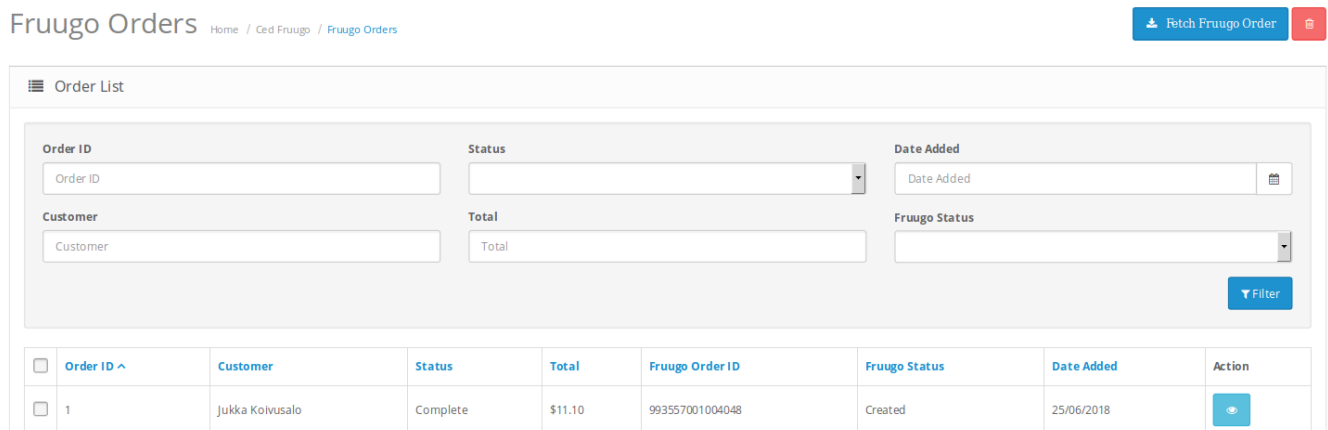 Fruugo Orders Home / Ced Fruugo / Fruugo Orders Fetch Fruugo Order
Order List
Order ID Status Date Added
Order ID Date Added
Customer Total Fruugo Status
Customer Total
Filter
Order ID Customer Status Total Fruugo Order ID Fruugo Status Date Added Action
1 Jukka Koivusalo Complete $11.10 993557001004048 Created 25/06/2018